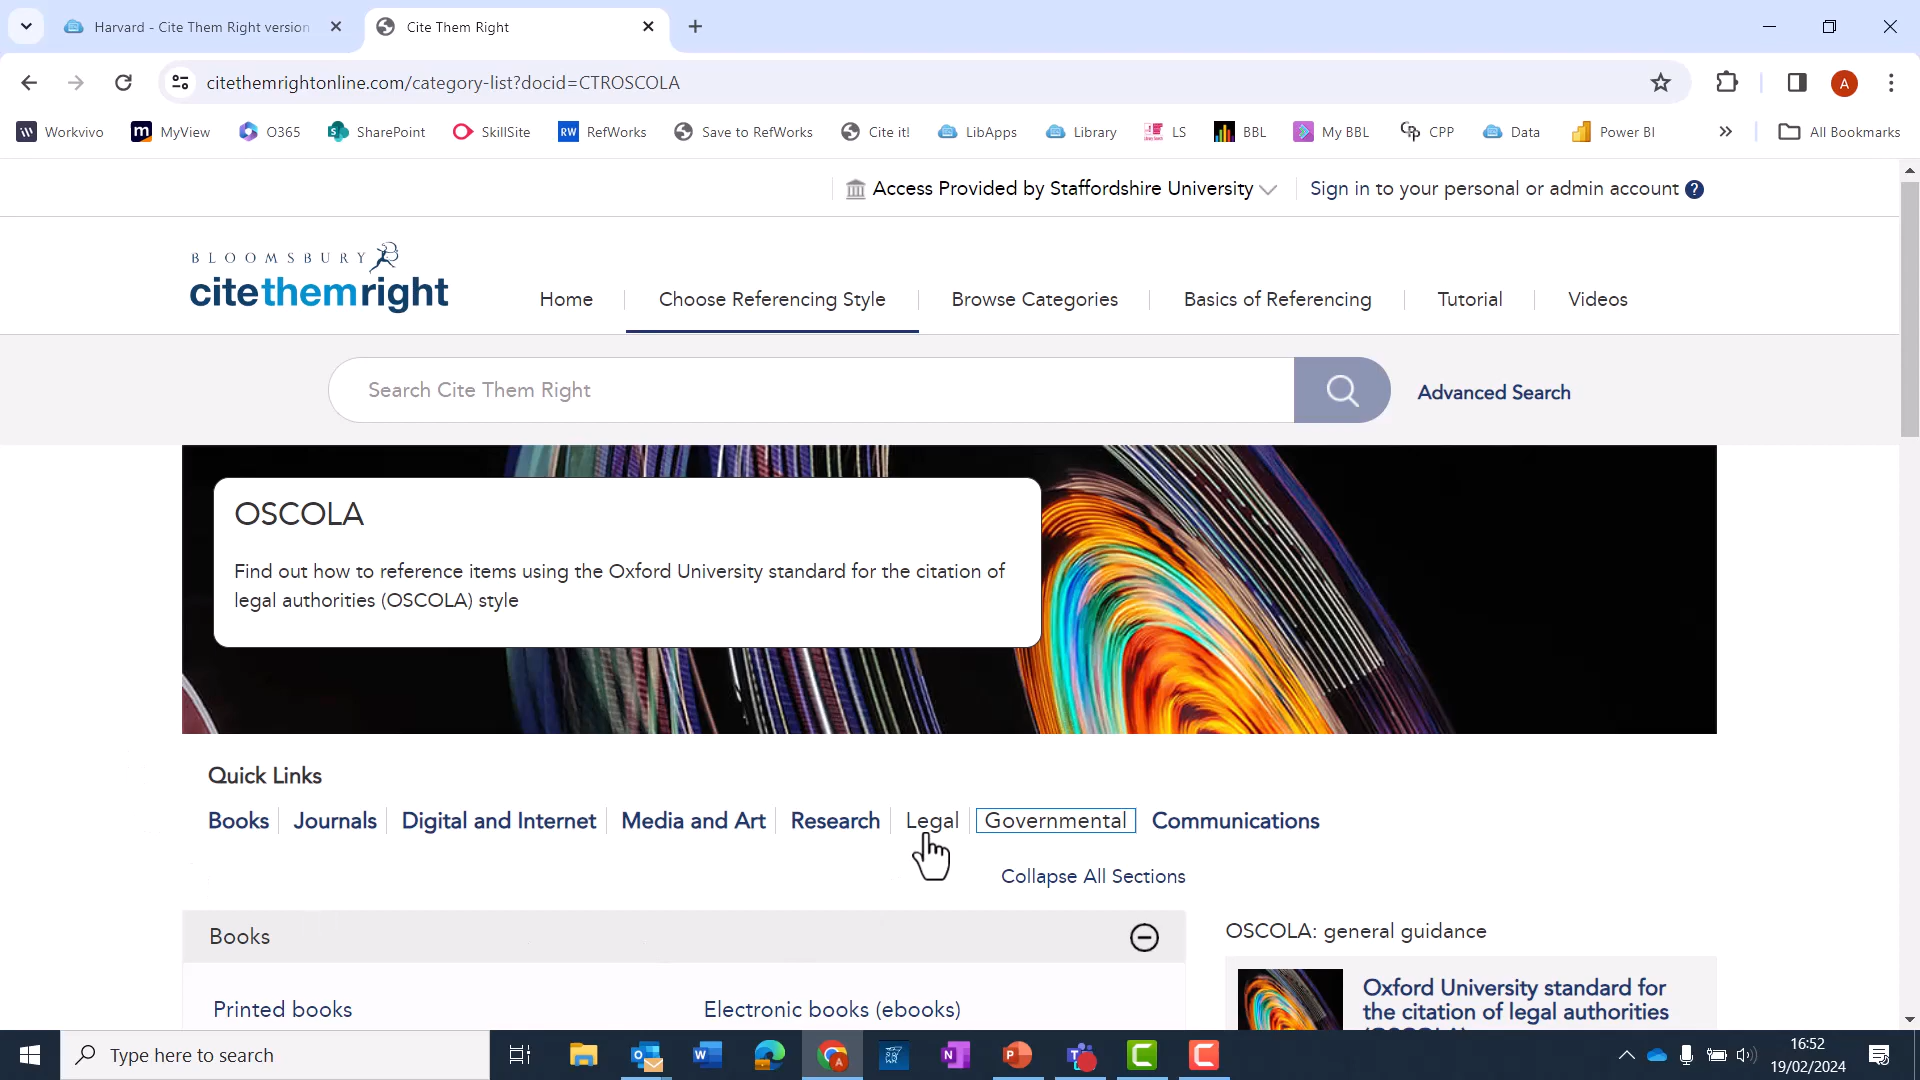 Harvard - Cite Them Right version
Cite Them Right
citethemrightonline.com/category-list?docid=CTROSCOLA
A
Workvivo
MyView
O365
SharePoint
SkillSite
RW RefWorks
Save to RefWorks
Cite it!
LibApps
Library
LS
BBL
My BBL
CPP
Data
Power BI
All Bookmarks
Access Provided by Staffordshire University
Sign in to your personal or admin account ?
BLOOMSBURY
citethemright
Home
Choose Referencing Style
Browse Categories
Basics of Referencing
Tutorial
Videos
Search Cite Them Right
Advanced Search
OSCOLA
Find out how to reference items using the Oxford University standard for the citation of
legal authorities (OSCOLA) style
Quick Links
Books
Journals
Digital and Internet
Media and Art
Research
Legal
Governmental
Communications
Collapse All Sections
Books
Printed books
Electronic books (ebooks)
OSCOLA: general guidance
Oxford University standard for
the citation of legal authorities
(OSCOLA)
Type here to search
16:52
19/02/2024